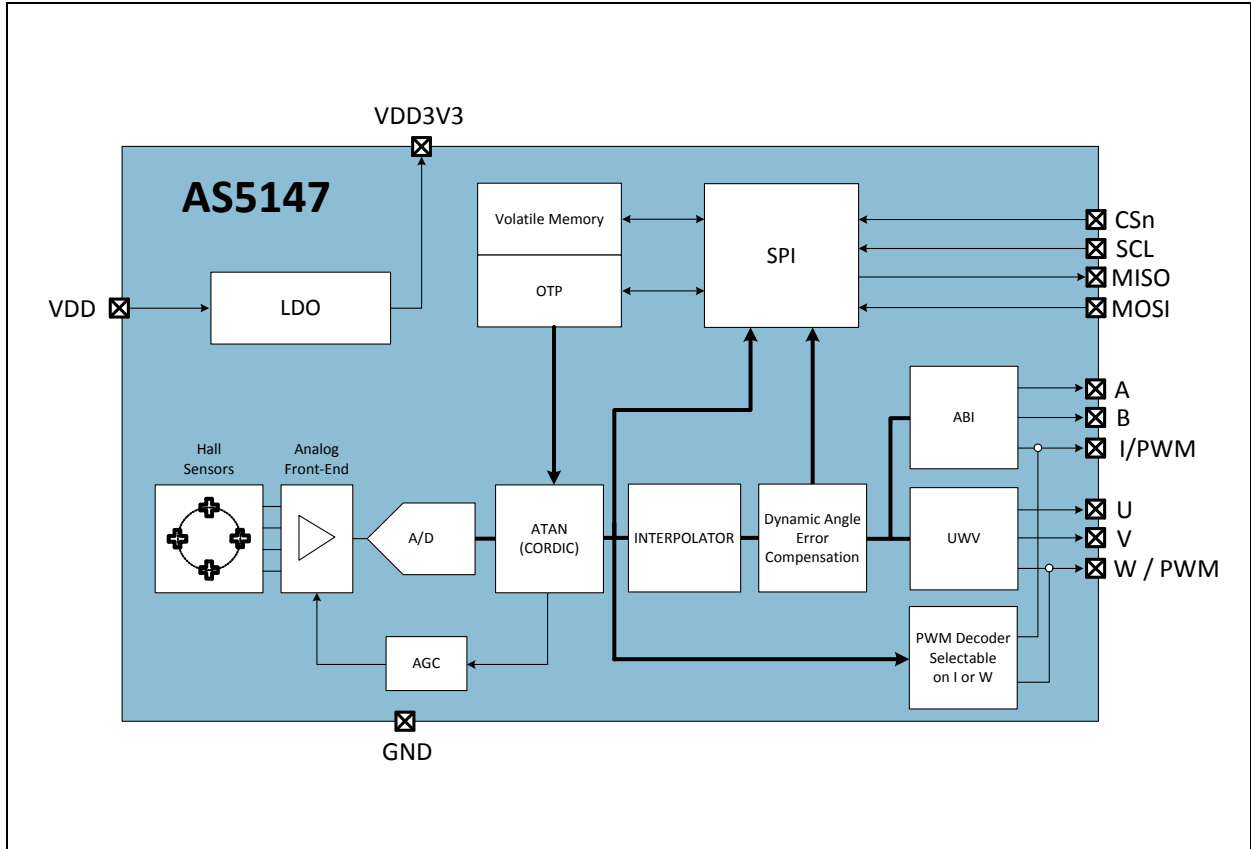 VDD3V3
AS5147
Volatile Memory
OTP
SPI
CSn
SCL
MISO
MOSI
VDD
LDO
A
B
I/PWM
ABI
Hall
Sensors
Analog
Front-End
A/D
ATAN
(CORDIC)
INTERPOLATOR
Dynamic Angle
Error
Compensation
UWV
U
V
W / PWM
AGC
PWM Decoder
Selectable
on I or W
GND